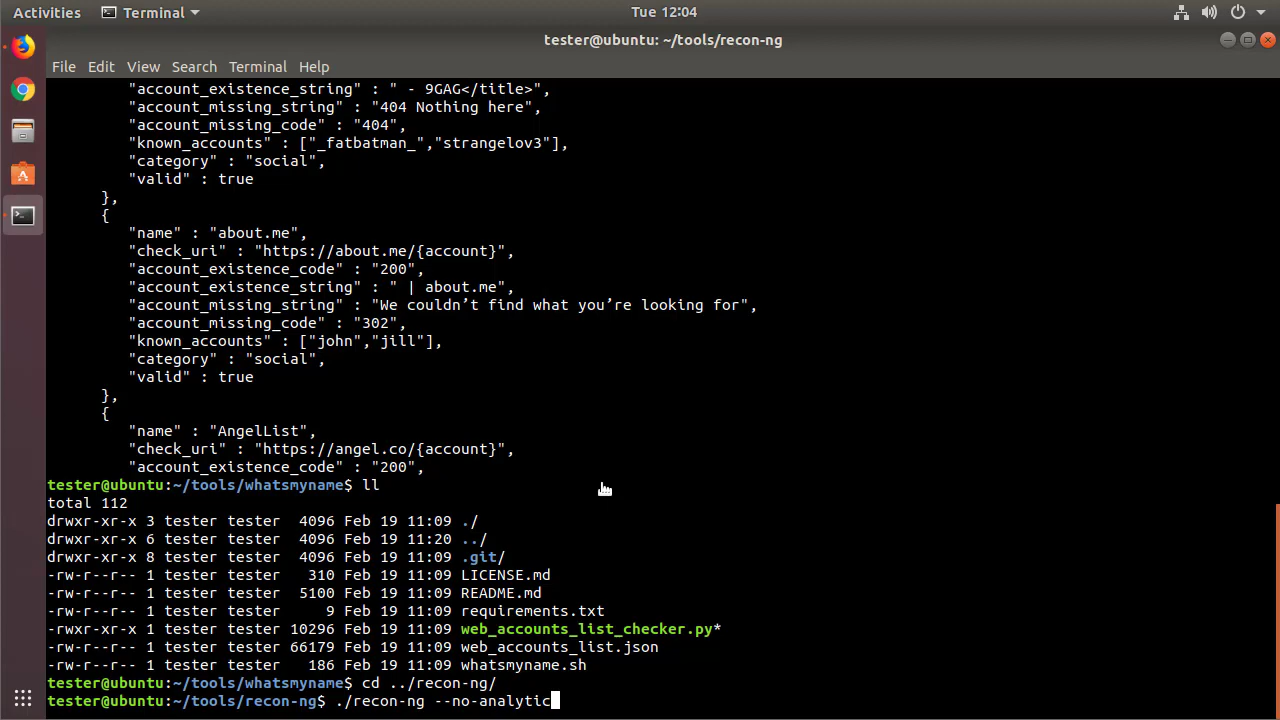 Activities Terminal Tue 12:04
tester@ubuntu: ~/tools/recon-ng
File Edit View Search Terminal Help
"account_existence_string" : " - 9GAG</title>",
"account_missing_string" : "404 Nothing here",
"account_missing_code" : "404",
"known_accounts" : ["_fatbatman_","strangelov3"],
"category" : "social",
"valid" : true
},
{
"name" : "about.me",
"check_uri" : "https://about.me/{account}",
"account_existence_code" : "200",
"account_existence_string" : " | about.me",
"account_missing_string" : "We couldn’t find what you’re looking for",
"account_missing_code" : "302",
"known_accounts" : ["john","jill"],
"category" : "social",
"valid" : true
},
{
"name" : "AngelList",
"check_uri" : "https://angel.co/{account}",
"account_existence_code" : "200",
tester@ubuntu:~/tools/whatsmyname$ ll
total 112
drwxr-xr-x 3 tester tester 4096 Feb 19 11:09 ./
drwxr-xr-x 6 tester tester 4096 Feb 19 11:20 ../
drwxr-xr-x 8 tester tester 4096 Feb 19 11:09 .git/
-rw-r--r-- 1 tester tester 310 Feb 19 11:09 LICENSE.md
-rw-r--r-- 1 tester tester 5100 Feb 19 11:09 README.md
-rw-r--r-- 1 tester tester 9 Feb 19 11:09 requirements.txt
-rwxr-xr-x 1 tester tester 10296 Feb 19 11:09 web_accounts_list_checker.py*
-rw-r--r-- 1 tester tester 66179 Feb 19 11:09 web_accounts_list.json
-rw-r--r-- 1 tester tester 186 Feb 19 11:09 whatsmyname.sh
tester@ubuntu:~/tools/whatsmyname$ cd ../recon-ng/
tester@ubuntu:~/tools/recon-ng$ ./recon-ng --no-analytic